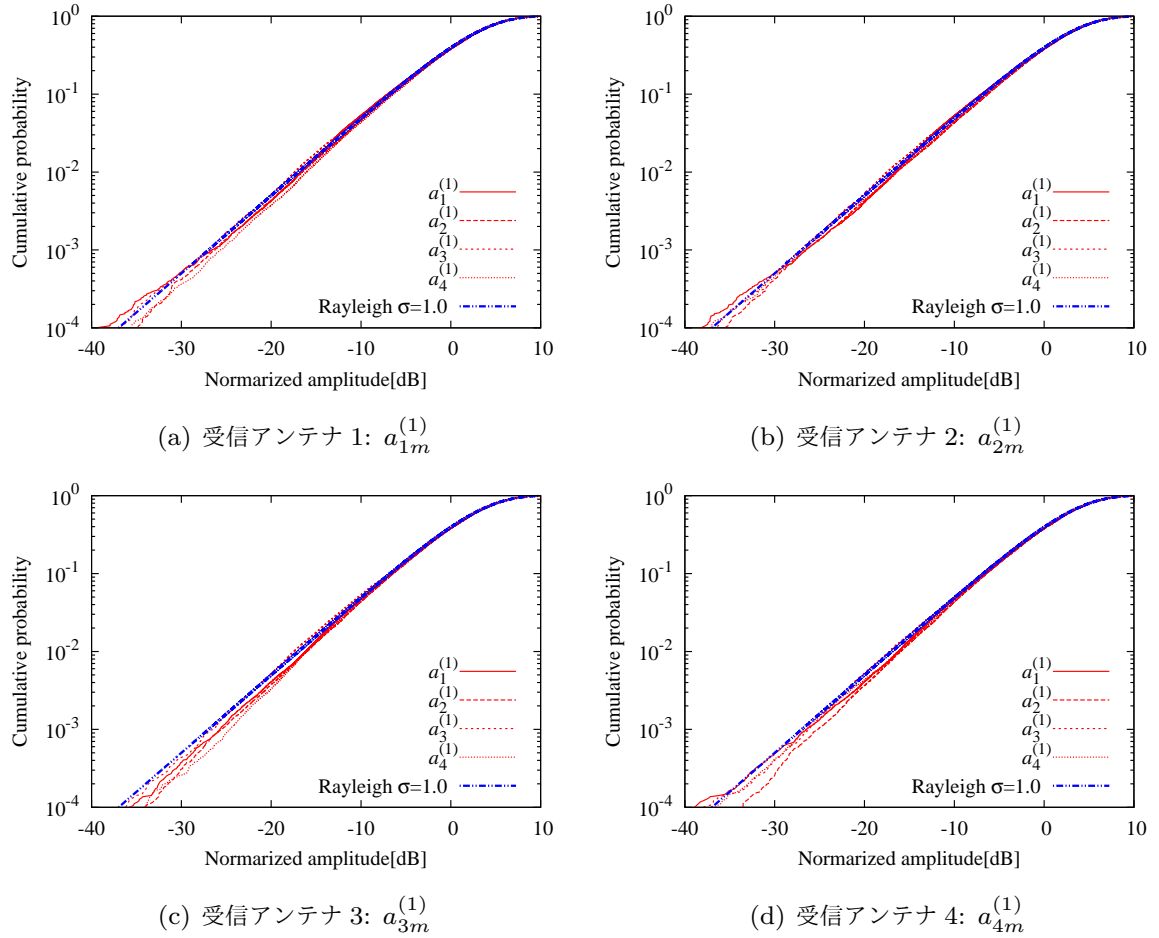 10^0
10^-1
10^-2
10^-3
10^-4
Cumulative probability
a_1^(1)
a_2^(1)
a_3^(1)
a_4^(1)
Rayleigh σ=1.0
-40 -30 -20 -10 0 10
Normarized amplitude[dB]
(a) 受信アンテナ 1: a_1m^(1)
10^0
10^-1
10^-2
10^-3
10^-4
Cumulative probability
a_1^(1)
a_2^(1)
a_3^(1)
a_4^(1)
Rayleigh σ=1.0
-40 -30 -20 -10 0 10
Normarized amplitude[dB]
(b) 受信アンテナ 2: a_2m^(1)
10^0
10^-1
10^-2
10^-3
10^-4
Cumulative probability
a_1^(1)
a_2^(1)
a_3^(1)
a_4^(1)
Rayleigh σ=1.0
-40 -30 -20 -10 0 10
Normarized amplitude[dB]
(c) 受信アンテナ 3: a_3m^(1)
10^0
10^-1
10^-2
10^-3
10^-4
Cumulative probability
a_1^(1)
a_2^(1)
a_3^(1)
a_4^(1)
Rayleigh σ=1.0
-40 -30 -20 -10 0 10
Normarized amplitude[dB]
(d) 受信アンテナ 4: a_4m^(1)